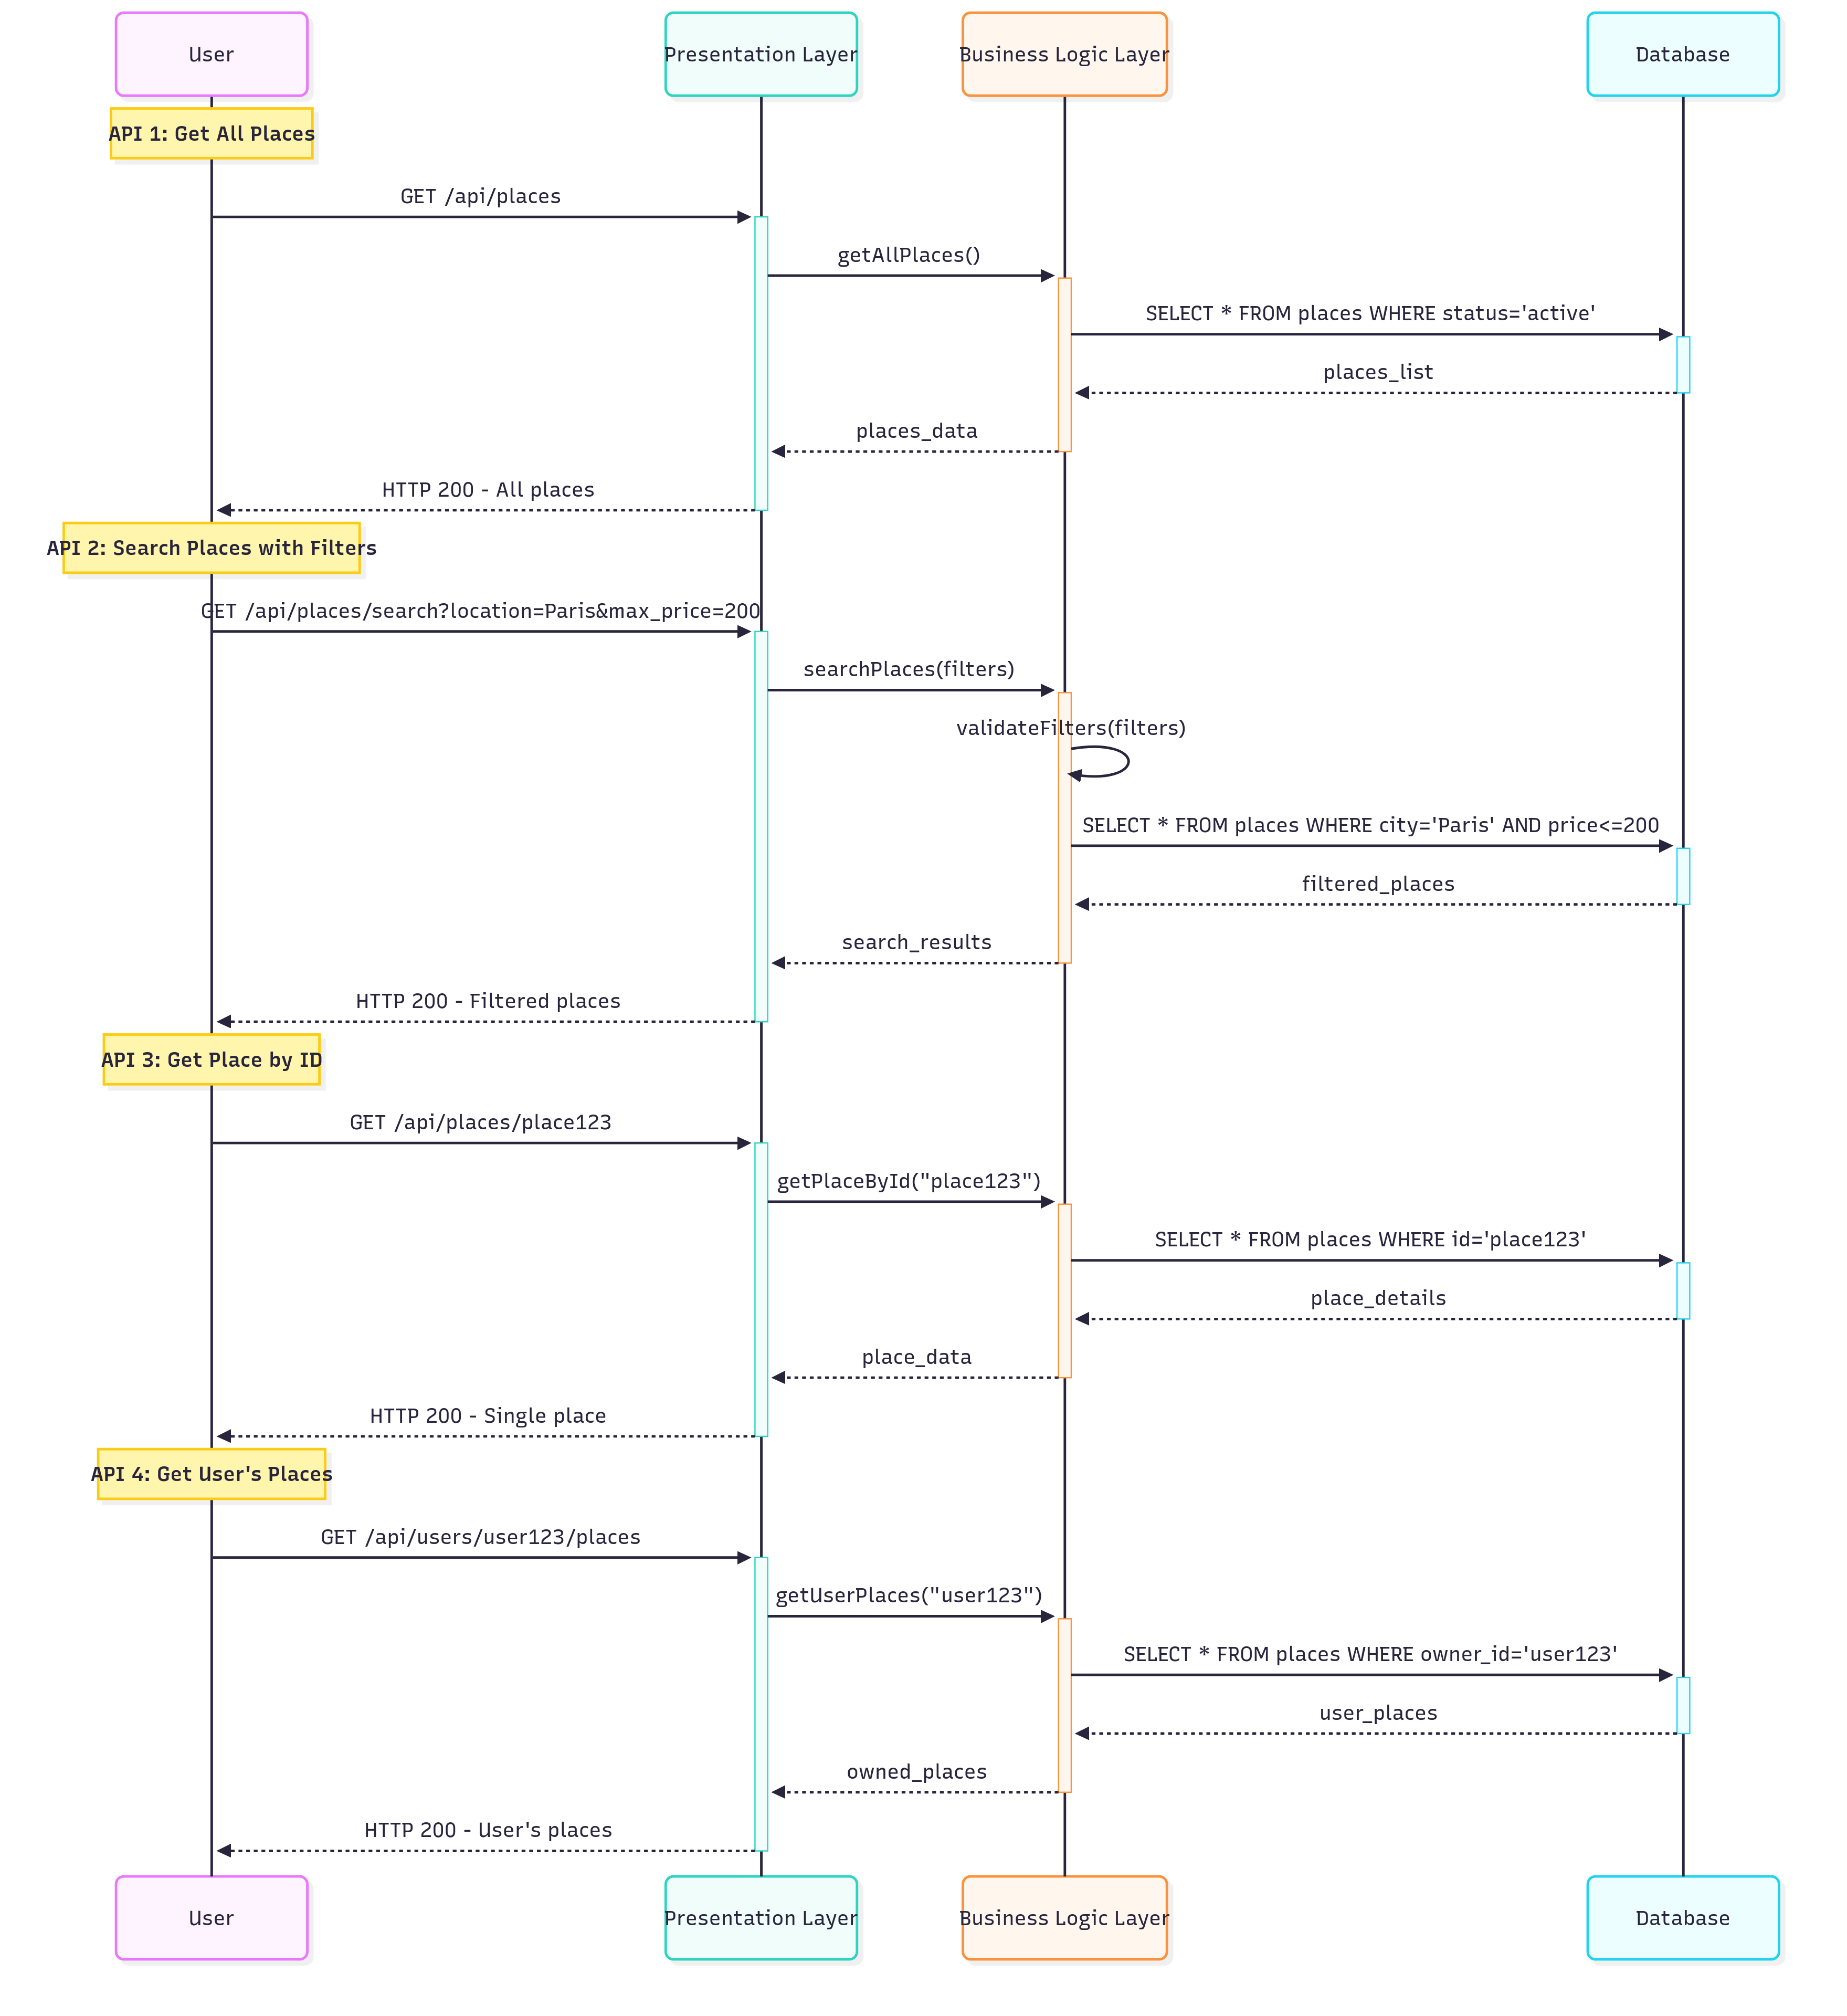 User
Presentation Layer
Business Logic Layer
Database
API 1: Get All Places
GET /api/places
getAllPlaces()
SELECT * FROM places WHERE status='active'
places_list
places_data
HTTP 200 - All places
API 2: Search Places with Filters
GET /api/places/search?location=Paris&max_price=200
searchPlaces(filters)
validateFilters(filters)
SELECT * FROM places WHERE city='Paris' AND price<=200
filtered_places
search_results
HTTP 200 - Filtered places
API 3: Get Place by ID
GET /api/places/place123
getPlaceById("place123")
SELECT * FROM places WHERE id='place123'
place_details
place_data
HTTP 200 - Single place
API 4: Get User's Places
GET /api/users/user123/places
getUserPlaces("user123")
SELECT * FROM places WHERE owner_id='user123'
user_places
owned_places
HTTP 200 - User's places
User
Presentation Layer
Business Logic Layer
Database